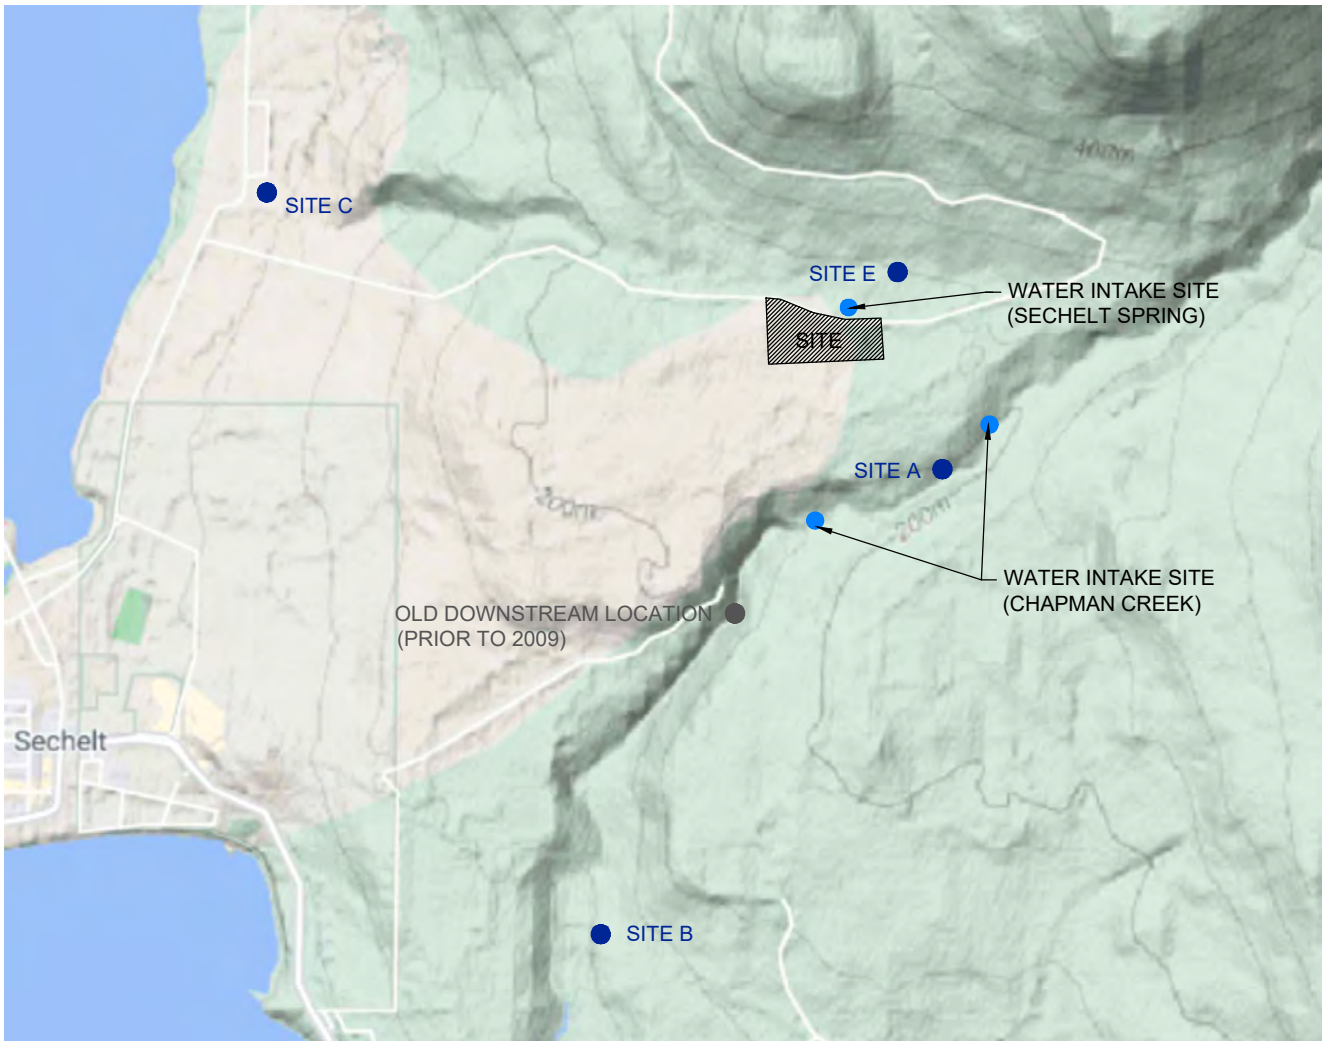 400m
SITE C
SITE E
WATER INTAKE SITE
(SECHELT SPRING)
SITE
SITE A
200m
200m
WATER INTAKE SITE
(CHAPMAN CREEK)
OLD DOWNSTREAM LOCATION
(PRIOR TO 2009)
Sechelt
SITE B